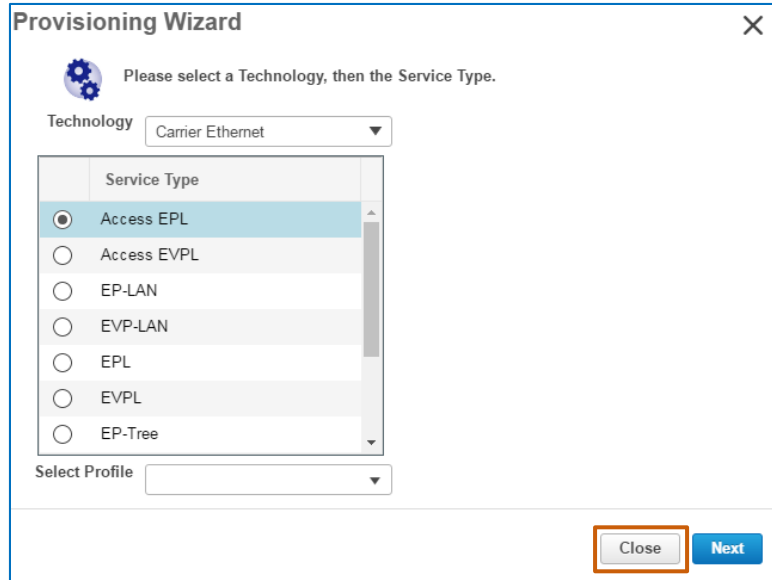 Provisioning Wizard
Please select a Technology, then the Service Type.
Technology
Carrier Ethernet
Service Type
Access EPL
Access EVPL
EP-LAN
EVP-LAN
EPL
EVPL
EP-Tree
Select Profile
Close
Next